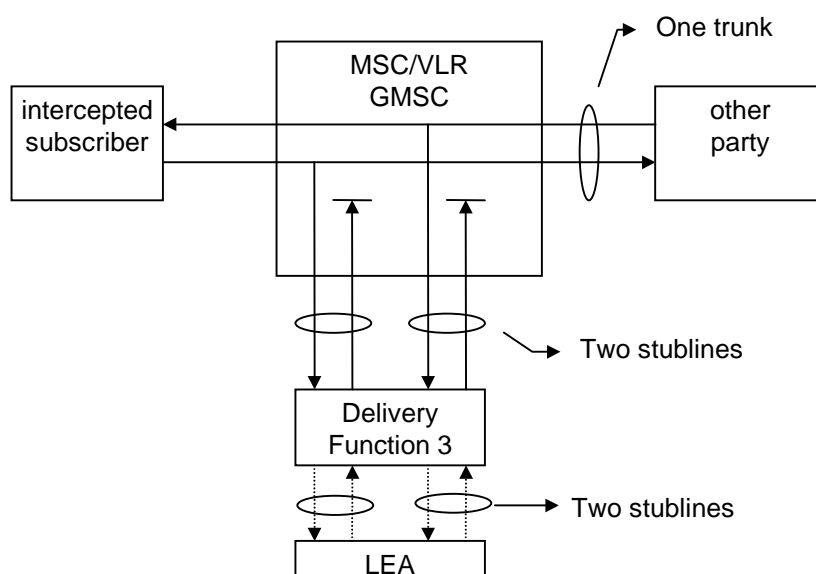 One trunk
MSC/VLR
GMSC
intercepted
subscriber
other
party
Two stublines
Delivery
Function 3
Two stublines
LEA